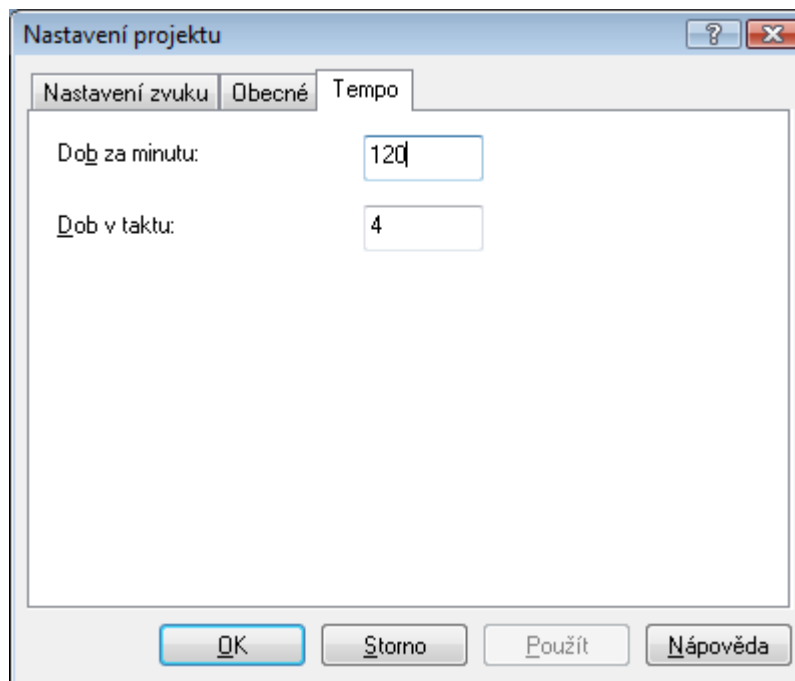 Nastavení projektu
Nastavení zvuku Obecné Tempo
Dob za minutu: 120
Dob v taktu: 4
OK Storno Použít Nápověda